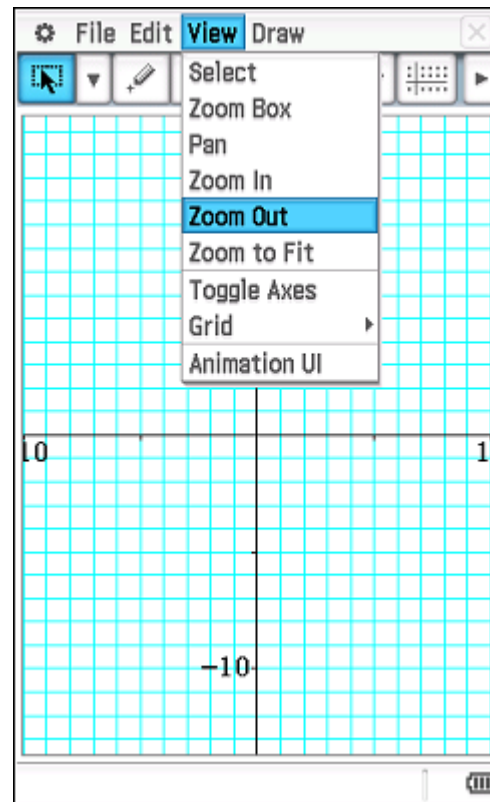 File Edit View Draw
Select
Zoom Box
Pan
Zoom In
Zoom Out
Zoom to Fit
Toggle Axes
Grid
Animation UI
10 1
-10